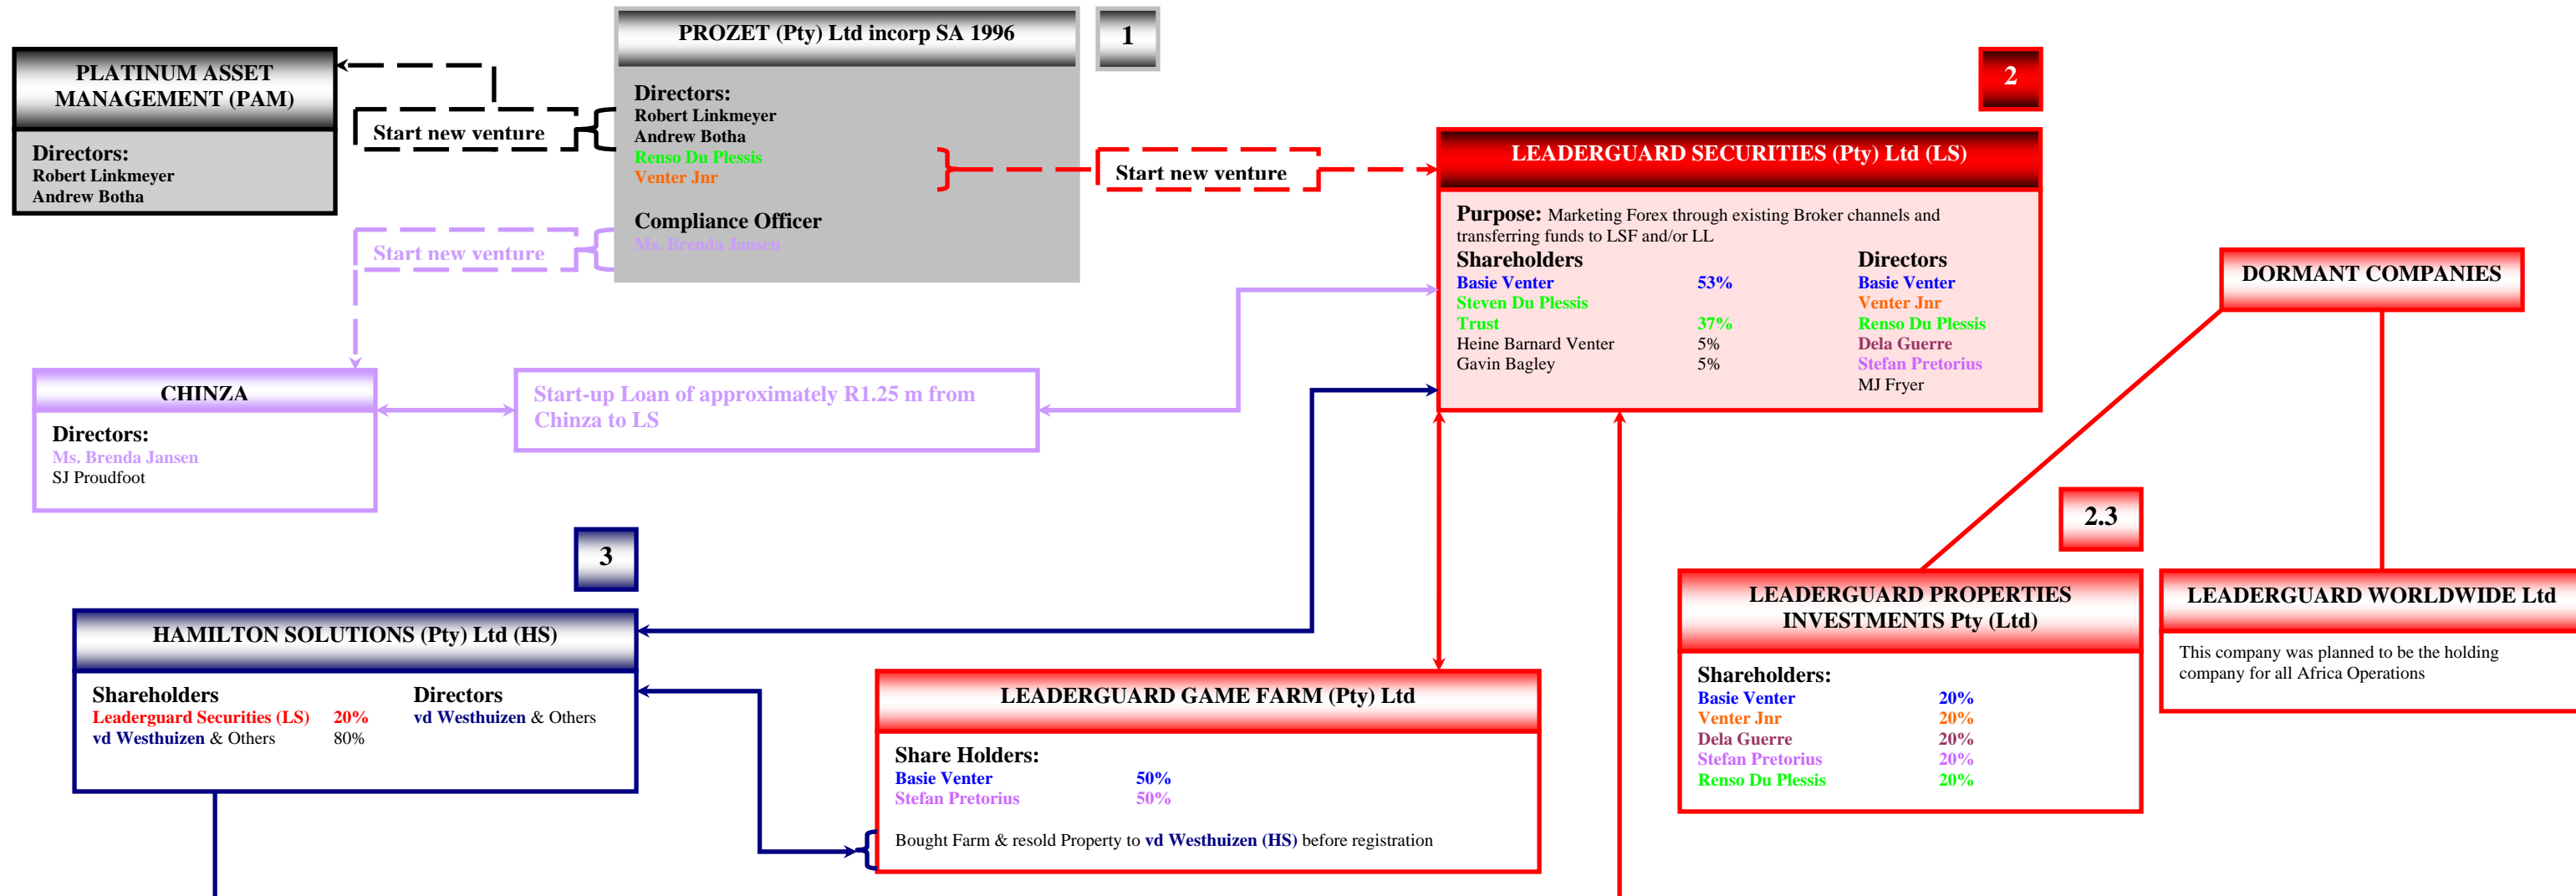 PROZET (Pty) Ltd incorp SA 1996
1
Directors:
Robert Linkmeyer
Andrew Botha
Renso Du Plessis
Venter Jnr
Compliance Officer
Ms. Brenda Jansen
PLATINUM ASSET
MANAGEMENT (PAM)
Directors:
Robert Linkmeyer
Andrew Botha
Start new venture
Start new venture
Start new venture
2
LEADERGUARD SECURITIES (Pty) Ltd (LS)
Purpose: Marketing Forex through existing Broker channels and
transferring funds to LSF and/or LL
Shareholders Directors
Basie Venter 53% Basie Venter
Steven Du Plessis Venter Jnr
Trust 37% Renso Du Plessis
Heine Barnard Venter 5% Dela Guerre
Gavin Bagley 5% Stefan Pretorius
MJ Fryer
DORMANT COMPANIES
CHINZA
Directors:
Ms. Brenda Jansen
SJ Proudfoot
Start-up Loan of approximately R1.25 m from
Chinza to LS
3
HAMILTON SOLUTIONS (Pty) Ltd (HS)
Shareholders Directors
Leaderguard Securities (LS) 20% vd Westhuizen & Others
vd Westhuizen & Others 80%
LEADERGUARD GAME FARM (Pty) Ltd
Share Holders:
Basie Venter 50%
Stefan Pretorius 50%
Bought Farm & resold Property to vd Westhuizen (HS) before registration
2.3
LEADERGUARD PROPERTIES
INVESTMENTS Pty (Ltd)
Shareholders:
Basie Venter 20%
Venter Jnr 20%
Dela Guerre 20%
Stefan Pretorius 20%
Renso Du Plessis 20%
LEADERGUARD WORLDWIDE Ltd
This company was planned to be the holding
company for all Africa Operations